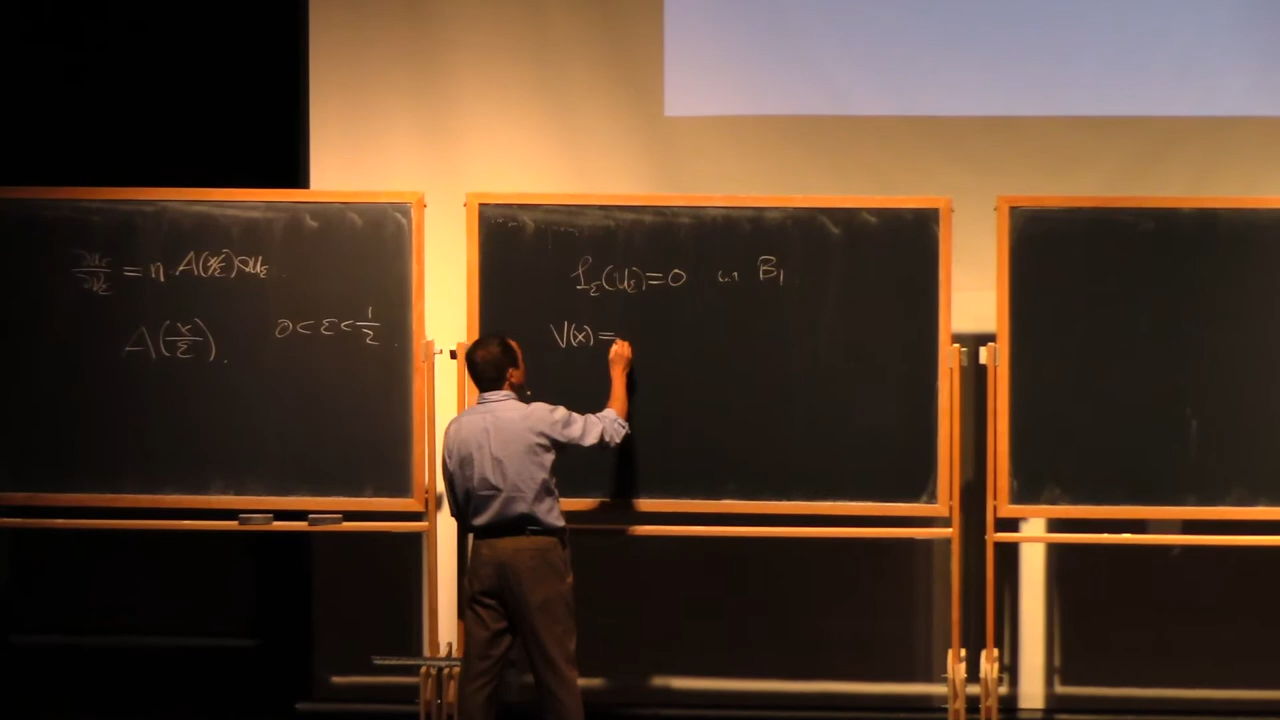 ∂u_ε/∂ν_ε = n · A(x/ε)∇u_ε
A(x/ε). 0 < ε < 1/2.
L_ε(u_ε) = 0 in B_1
V(x) =